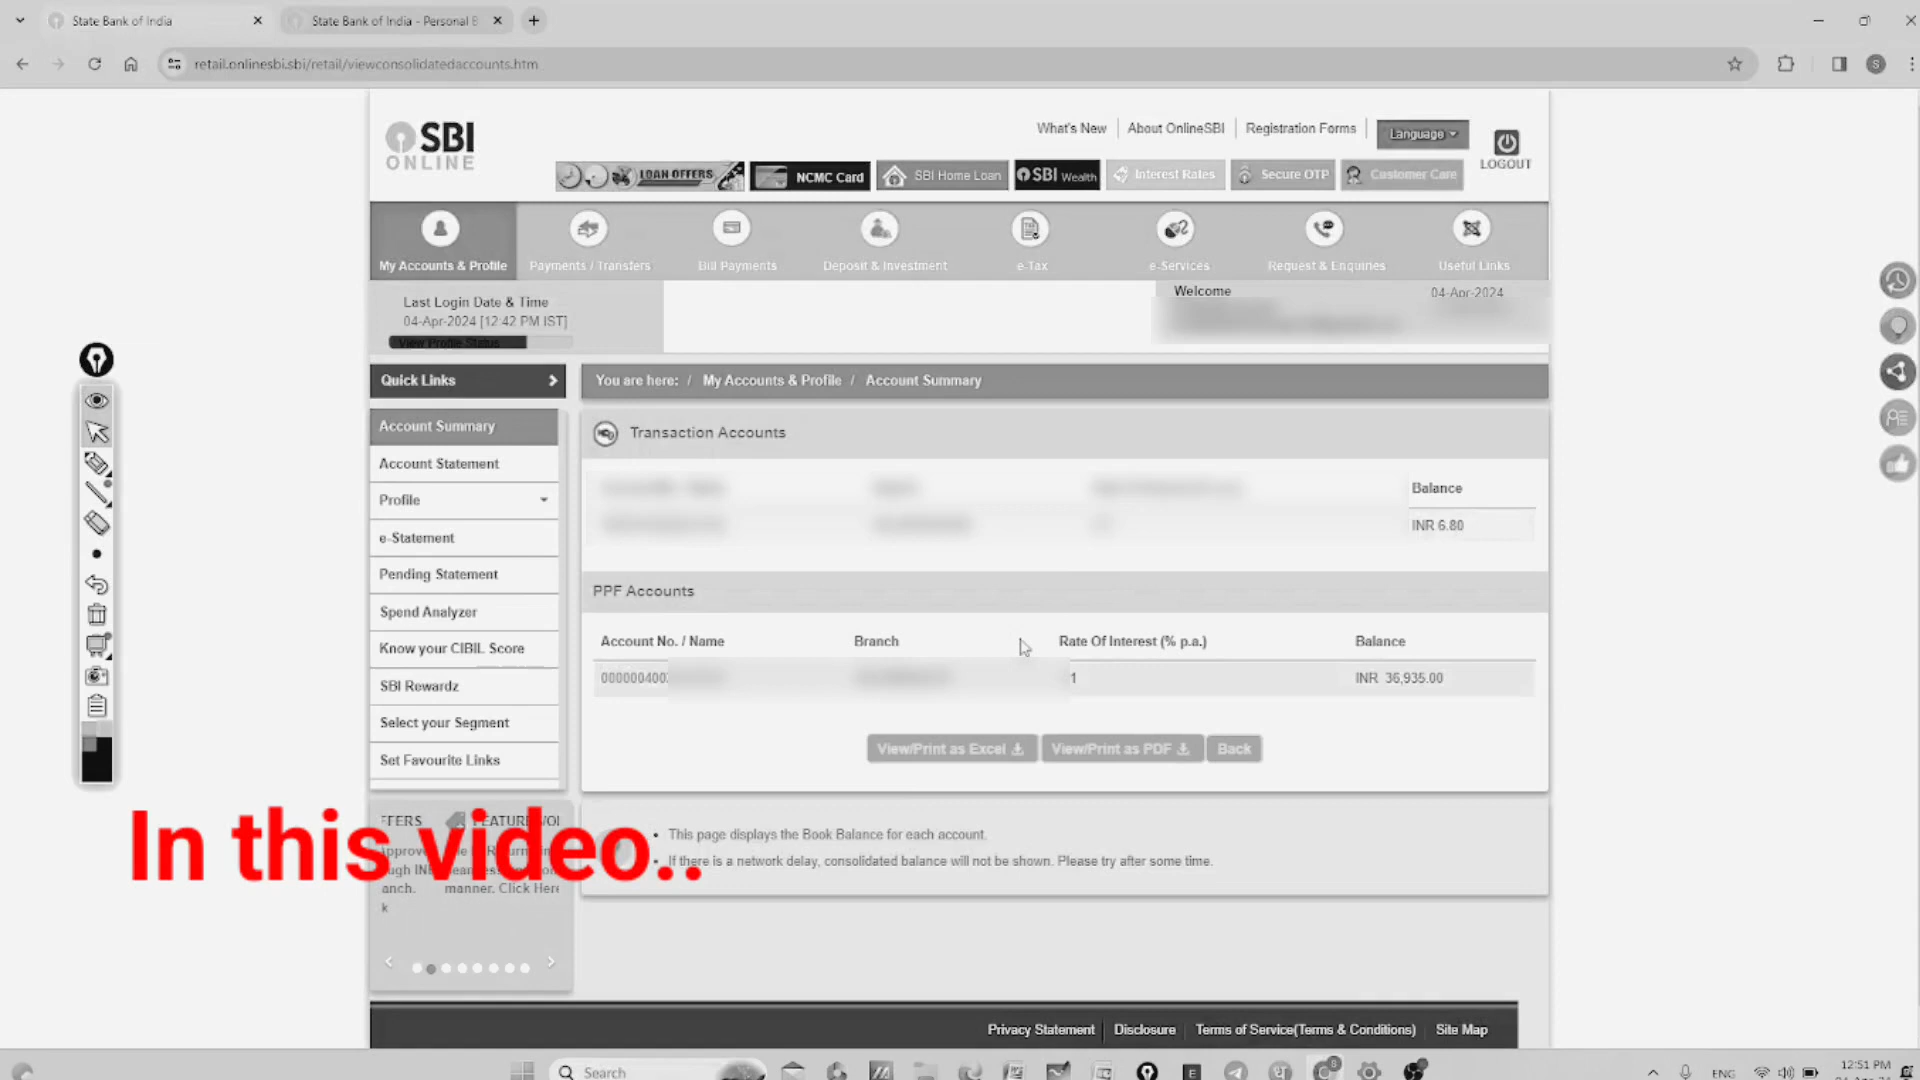 State Bank of India
State Bank of India - Personal B
retail.onlinesbi.sbi/retail/viewconsolidatedaccounts.htm
S
SBI
ONLINE
What's New
About OnlineSBI
Registration Forms
Language
LOGOUT
LOAN OFFERS
NCMC Card
SBI Home Loan
SBI Wealth
Interest Rates
Secure OTP
Customer Care
My Accounts & Profile
Payments / Transfers
Bill Payments
Deposit & Investment
e-Tax
e-Services
Request & Enquiries
Useful Links
Last Login Date & Time
04-Apr-2024 [12:42 PM IST]
View Profile Status
Welcome
04-Apr-2024
Quick Links
You are here: / My Accounts & Profile / Account Summary
Account Summary
Account Statement
Profile
e-Statement
Pending Statement
Spend Analyzer
Know your CIBIL Score
SBI Rewardz
Select your Segment
Set Favourite Links
Transaction Accounts
Balance
INR 6.80
PPF Accounts
Account No. / Name
Branch
Rate Of Interest (% p.a.)
Balance
000000400
1
INR 36,935.00
View/Print as Excel
View/Print as PDF
Back
In this video..
This page displays the Book Balance for each account.
If there is a network delay, consolidated balance will not be shown. Please try after some time.
manner. Click Here
anch.
k
Privacy Statement
Disclosure
Terms of Service(Terms & Conditions)
Site Map
Search
ENG
12:51 PM